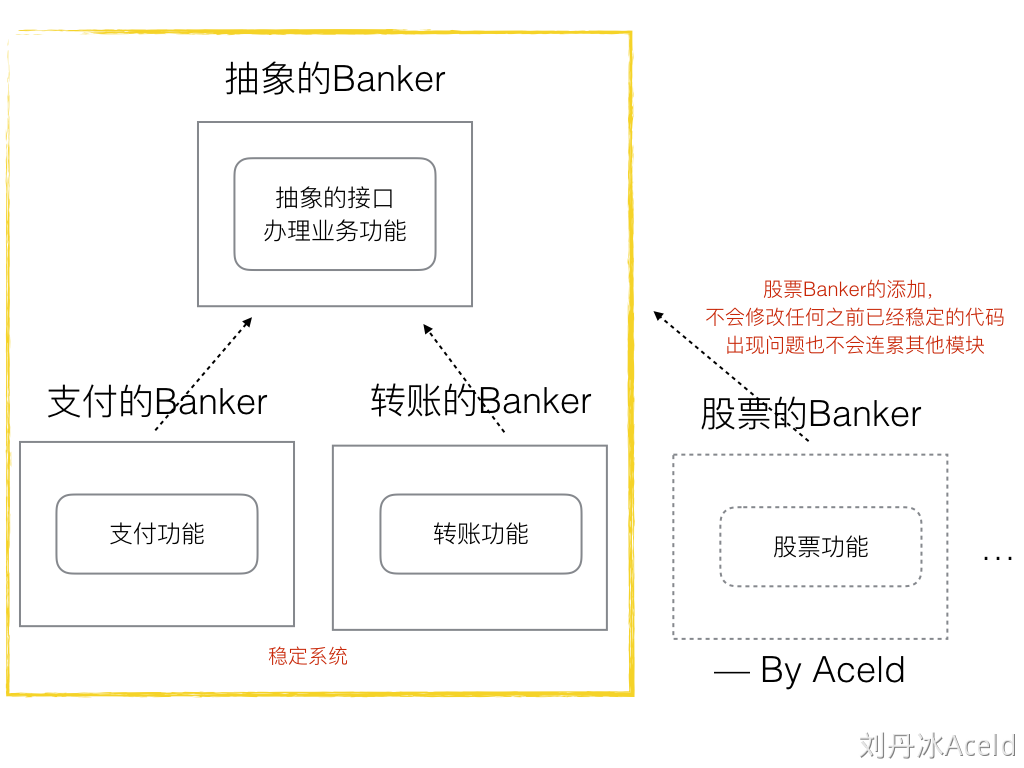 抽象的Banker
抽象的接口
办理业务功能
股票Banker的添加，
不会修改任何之前已经稳定的代码
出现问题也不会连累其他模块
支付的Banker
转账的Banker
股票的Banker
支付功能
转账功能
股票功能
...
稳定系统
— By Aceld
刘丹冰Aceld